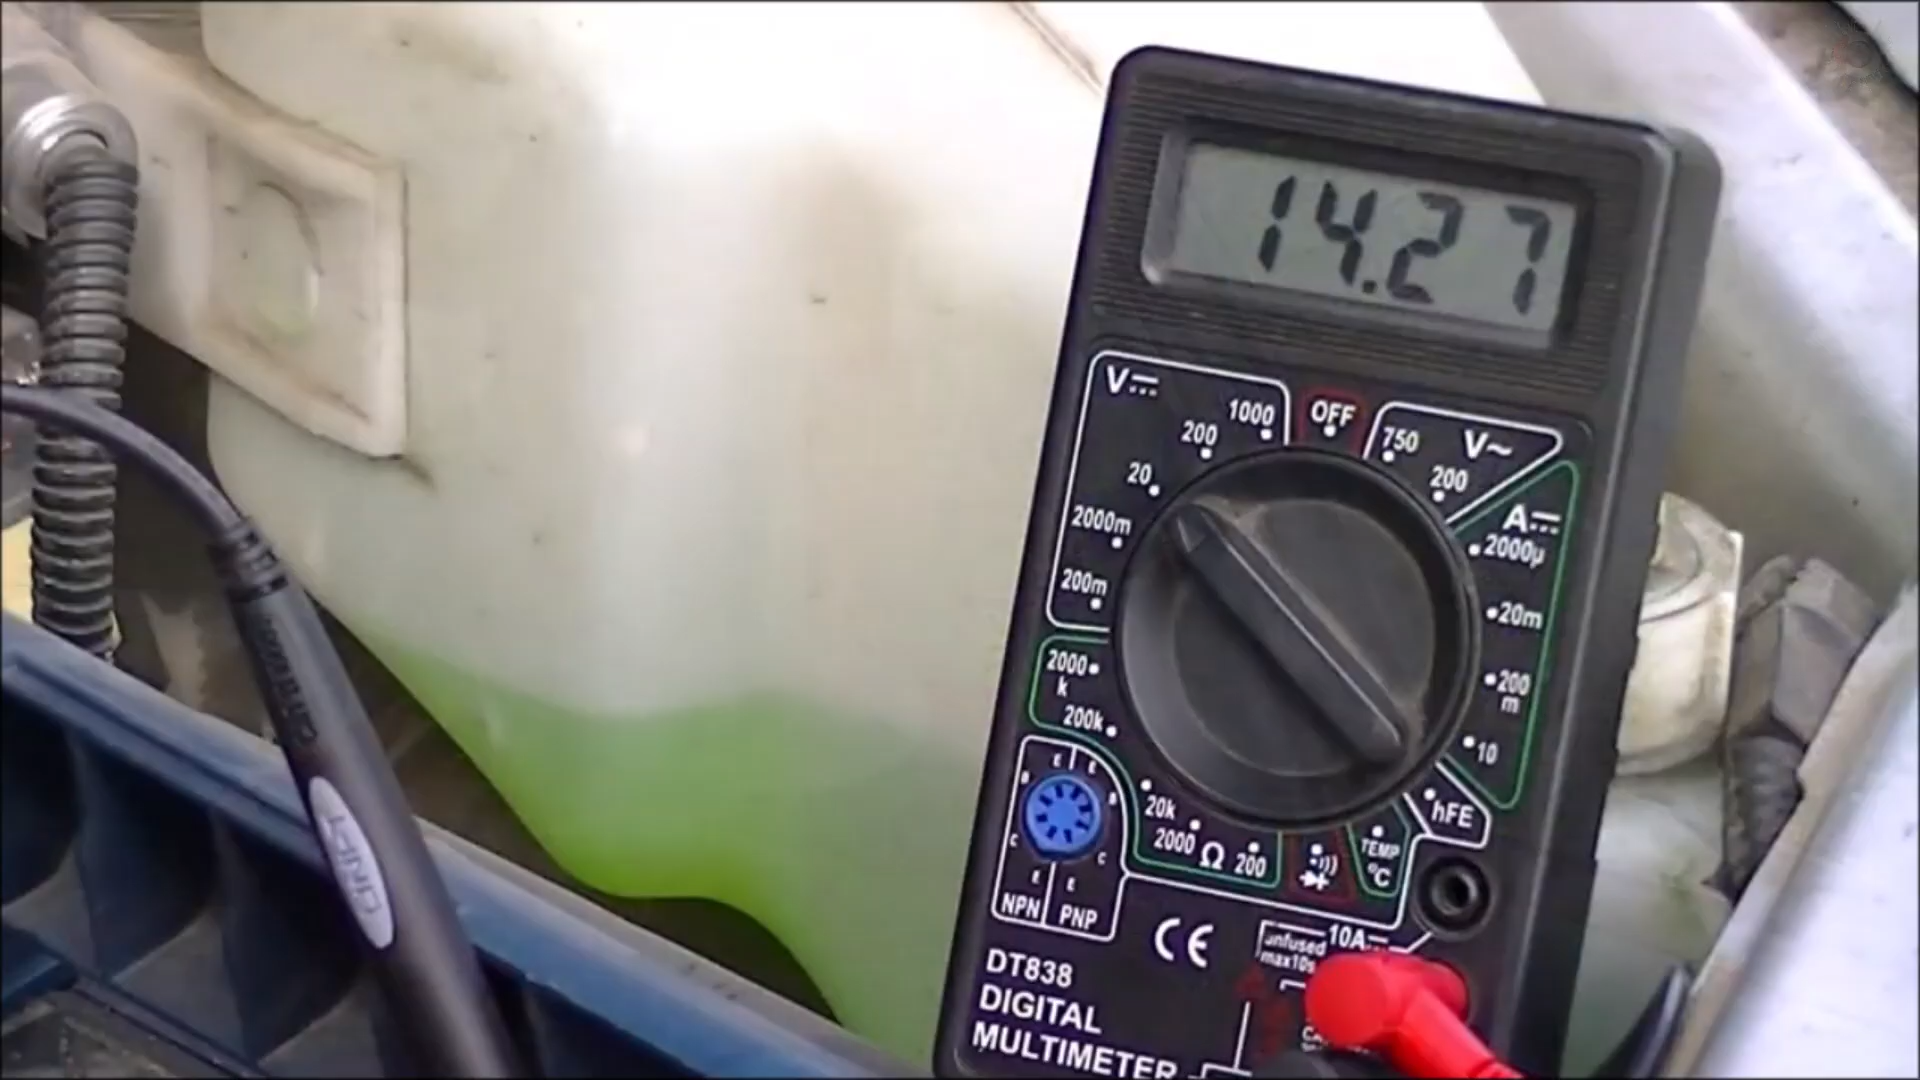 14.27
V
1000
OFF
750
V~
200
200
20
A
2000m
2000µ
200m
20m
2000
k
200
m
200k
10
E
E
B
B
hFE
20k
2000
Ω
200
TEMP
°C
C
C
E
E
NPN
PNP
CE
unfused
10A
max10s
DT838
DIGITAL
MULTIMETER